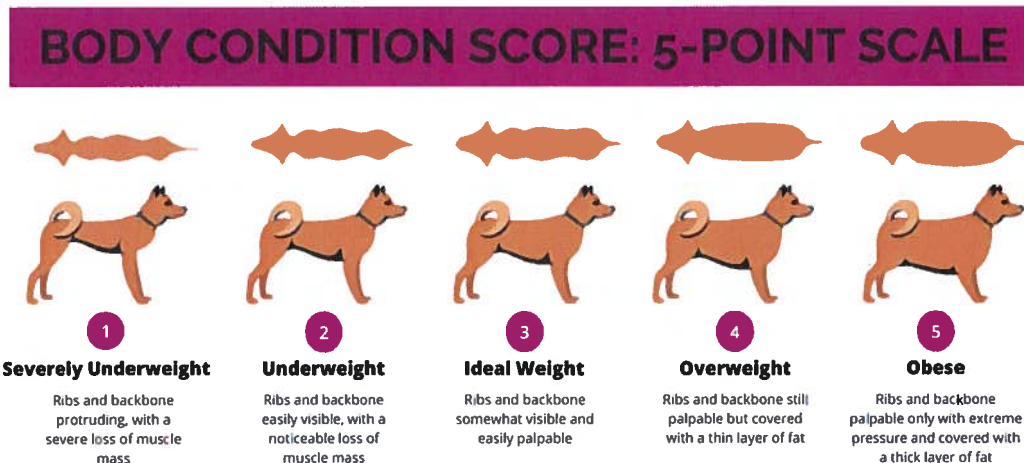 BODY CONDITION SCORE: 5-POINT SCALE
1
Severely Underweight
Ribs and backbone
protruding, with a
severe loss of muscle
mass
2
Underweight
Ribs and backbone
easily visible, with a
noticeable loss of
muscle mass
3
Ideal Weight
Ribs and backbone
somewhat visible and
easily palpable
4
Overweight
Ribs and backbone still
palpable but covered
with a thin layer of fat
5
Obese
Ribs and backbone
palpable only with extreme
pressure and covered with
a thick layer of fat